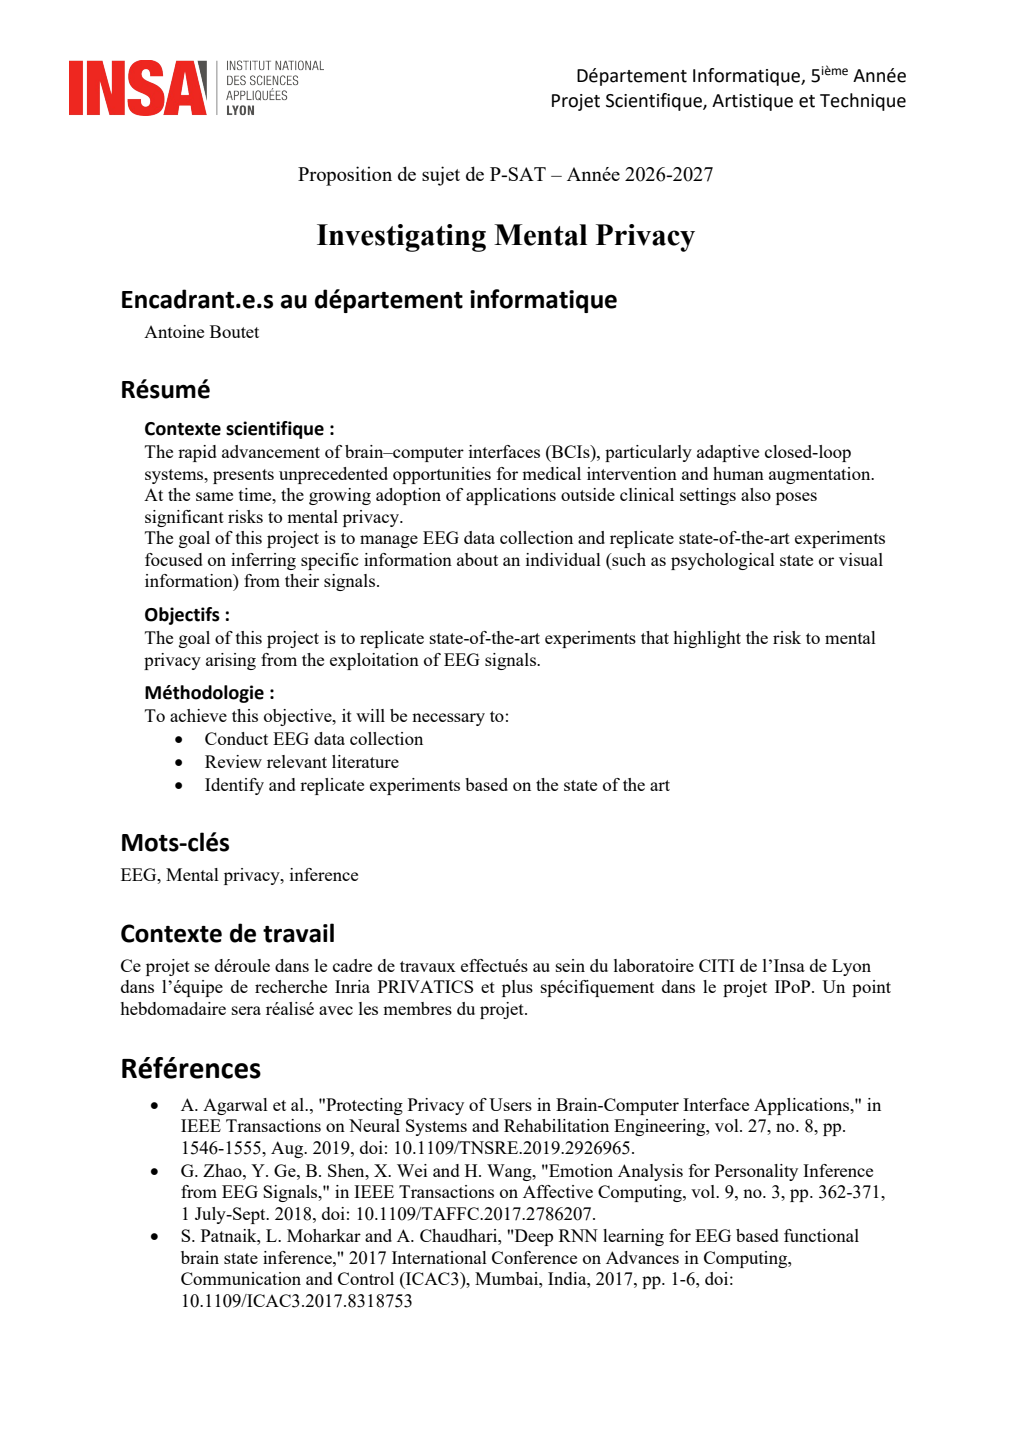 INSA
INSTITUT NATIONAL
DES SCIENCES
APPLIQUÉES
LYON
Département Informatique, 5ième Année
Projet Scientifique, Artistique et Technique
Proposition de sujet de P-SAT – Année 2026-2027
Investigating Mental Privacy
Encadrant.e.s au département informatique
Antoine Boutet
Résumé
Contexte scientifique :
The rapid advancement of brain–computer interfaces (BCIs), particularly adaptive closed-loop
systems, presents unprecedented opportunities for medical intervention and human augmentation.
At the same time, the growing adoption of applications outside clinical settings also poses
significant risks to mental privacy.
The goal of this project is to manage EEG data collection and replicate state-of-the-art experiments
focused on inferring specific information about an individual (such as psychological state or visual
information) from their signals.
Objectifs :
The goal of this project is to replicate state-of-the-art experiments that highlight the risk to mental
privacy arising from the exploitation of EEG signals.
Méthodologie :
To achieve this objective, it will be necessary to:
• Conduct EEG data collection
• Review relevant literature
• Identify and replicate experiments based on the state of the art
Mots-clés
EEG, Mental privacy, inference
Contexte de travail
Ce projet se déroule dans le cadre de travaux effectués au sein du laboratoire CITI de l’Insa de Lyon
dans l’équipe de recherche Inria PRIVATICS et plus spécifiquement dans le projet IPoP. Un point
hebdomadaire sera réalisé avec les membres du projet.
Références
• A. Agarwal et al., "Protecting Privacy of Users in Brain-Computer Interface Applications," in
IEEE Transactions on Neural Systems and Rehabilitation Engineering, vol. 27, no. 8, pp.
1546-1555, Aug. 2019, doi: 10.1109/TNSRE.2019.2926965.
• G. Zhao, Y. Ge, B. Shen, X. Wei and H. Wang, "Emotion Analysis for Personality Inference
from EEG Signals," in IEEE Transactions on Affective Computing, vol. 9, no. 3, pp. 362-371,
1 July-Sept. 2018, doi: 10.1109/TAFFC.2017.2786207.
• S. Patnaik, L. Moharkar and A. Chaudhari, "Deep RNN learning for EEG based functional
brain state inference," 2017 International Conference on Advances in Computing,
Communication and Control (ICAC3), Mumbai, India, 2017, pp. 1-6, doi:
10.1109/ICAC3.2017.8318753